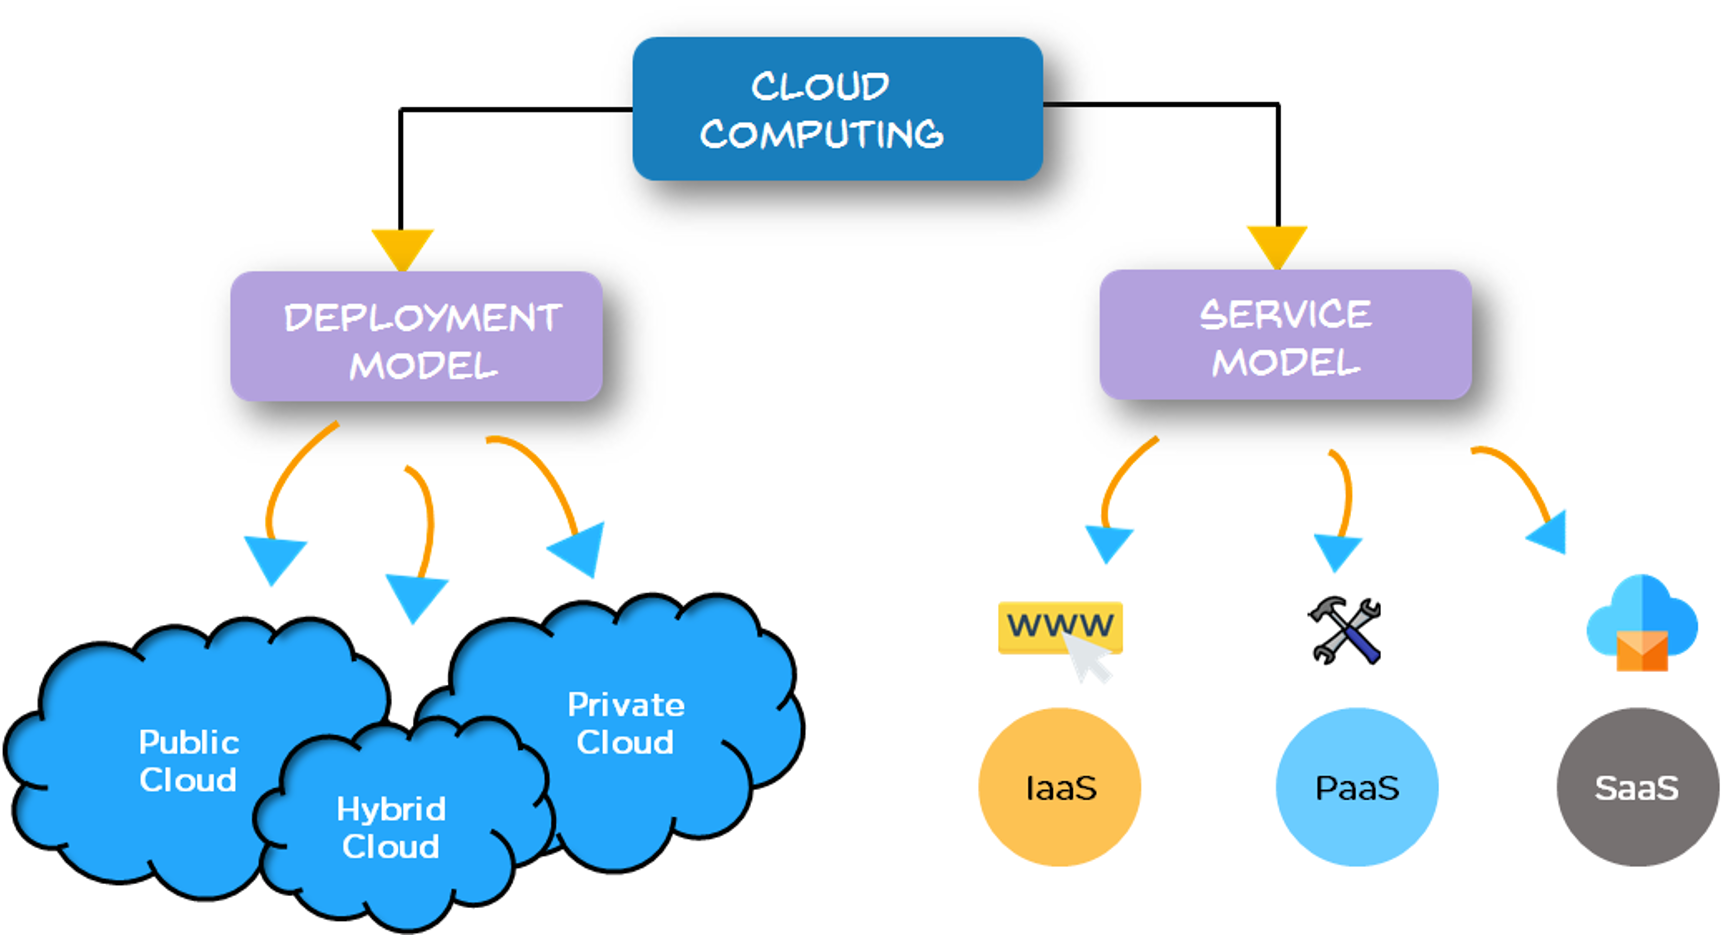 CLOUD
COMPUTING
DEPLOYMENT
MODEL
SERVICE
MODEL
Public
Cloud
Hybrid
Cloud
Private
Cloud
WWW
IaaS
PaaS
SaaS